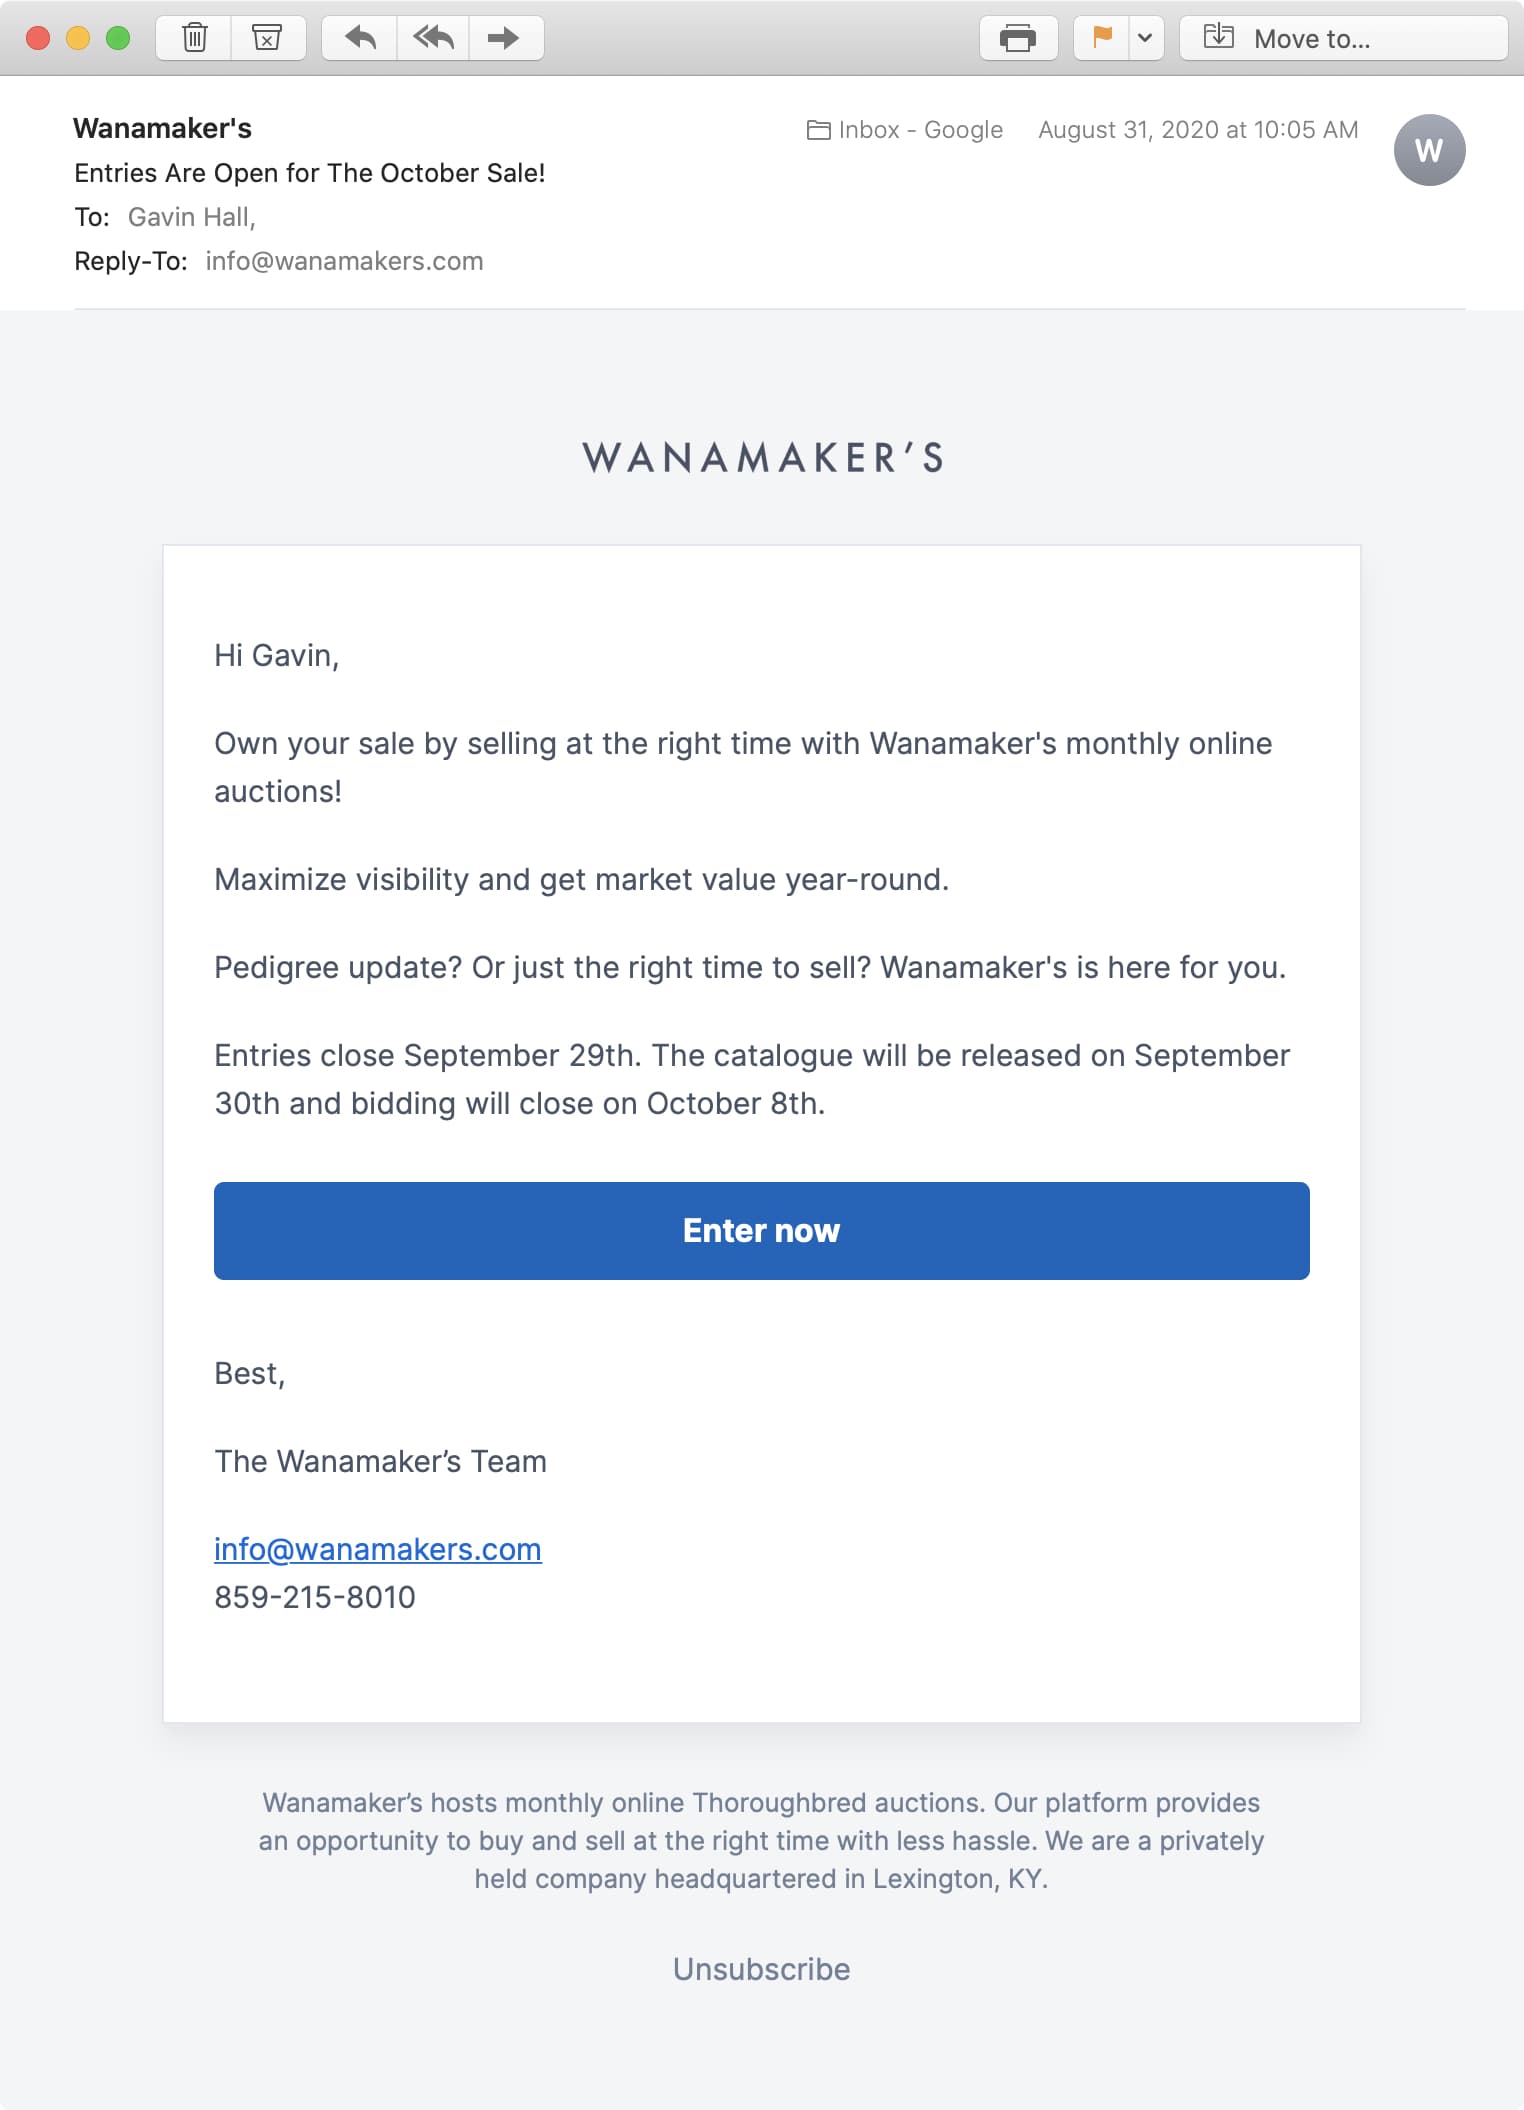 Move to...
Wanamaker's
Inbox - Google August 31, 2020 at 10:05 AM
W
Entries Are Open for The October Sale!
To: Gavin Hall,
Reply-To: info@wanamakers.com
WANAMAKER’S
Hi Gavin,
Own your sale by selling at the right time with Wanamaker's monthly online
auctions!
Maximize visibility and get market value year-round.
Pedigree update? Or just the right time to sell? Wanamaker's is here for you.
Entries close September 29th. The catalogue will be released on September
30th and bidding will close on October 8th.
Enter now
Best,
The Wanamaker’s Team
info@wanamakers.com
859-215-8010
Wanamaker’s hosts monthly online Thoroughbred auctions. Our platform provides
an opportunity to buy and sell at the right time with less hassle. We are a privately
held company headquartered in Lexington, KY.
Unsubscribe